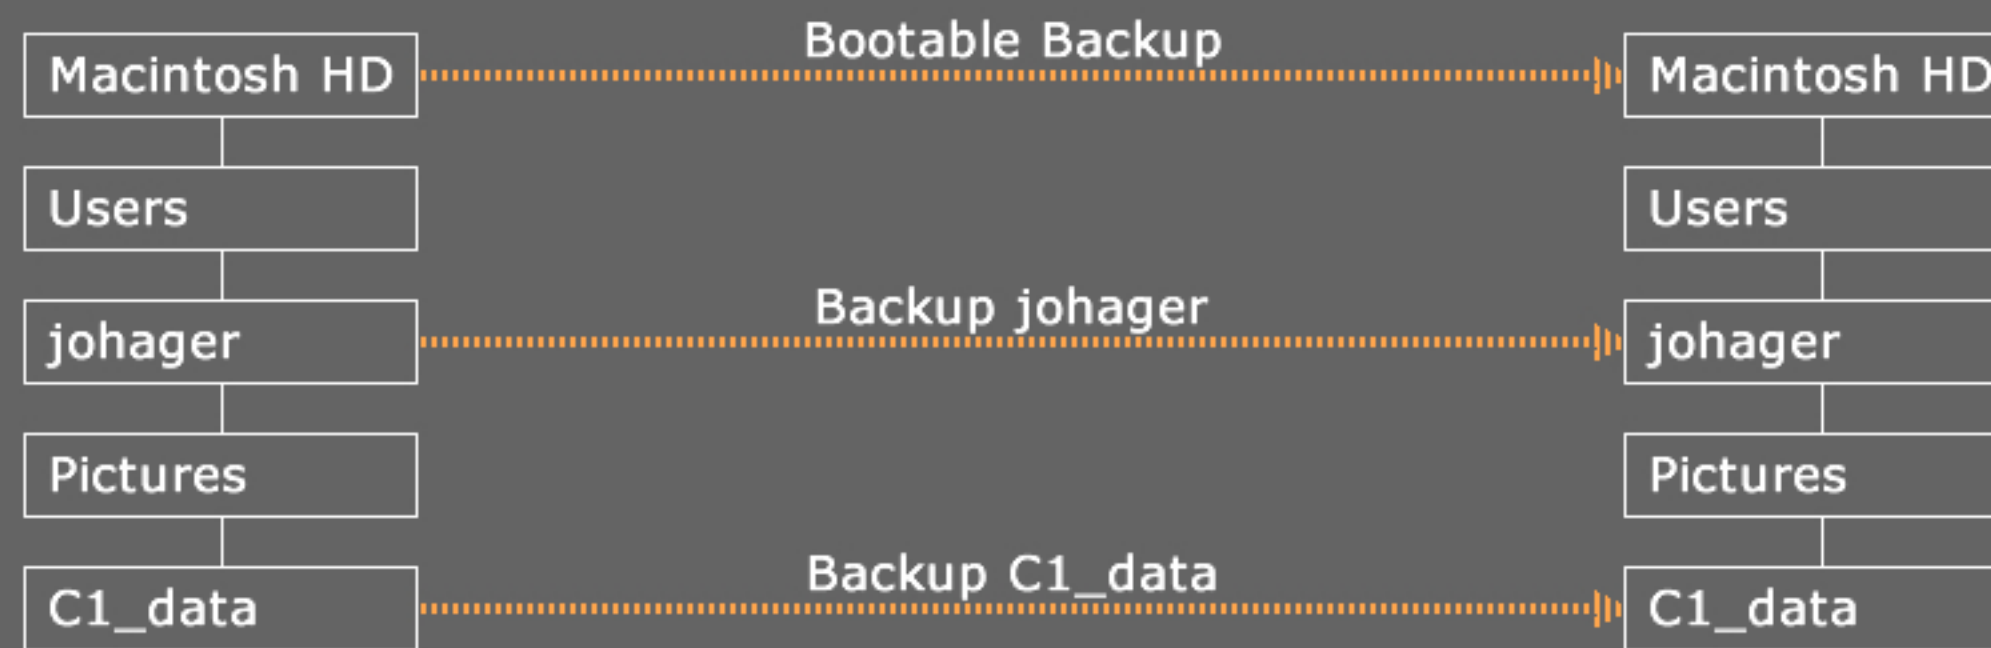 Bootable Backup
Macintosh HD Macintosh HD
Users Users
Backup johager
johager johager
Pictures Pictures
Backup C1_data
C1_data C1_data